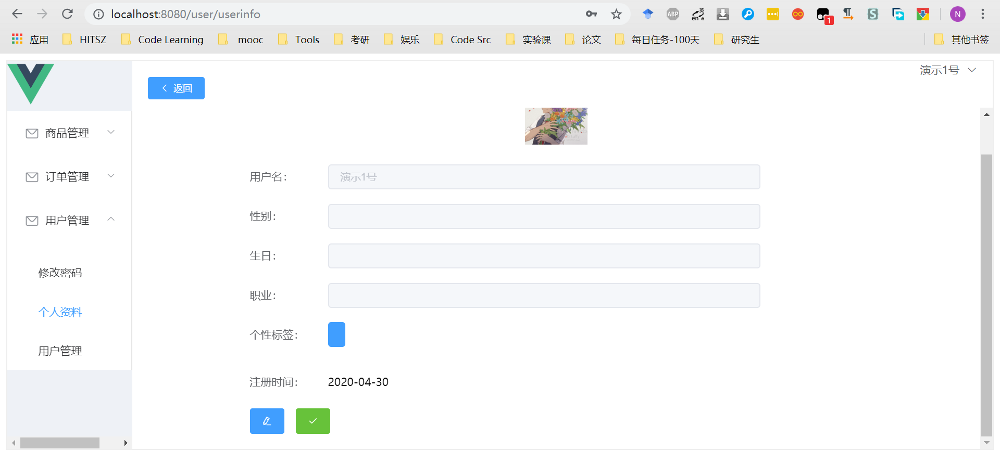 localhost:8080/user/userinfo
ABP
英
en
1
N
应用 HITSZ Code Learning mooc Tools 考研 娱乐 Code Src 实验课 论文 每日任务-100天 研究生 其他书签
演示1号
返回
商品管理
订单管理
用户管理
修改密码
个人资料
用户管理
用户名：
演示1号
性别：
生日：
职业：
个性标签：
注册时间： 2020-04-30